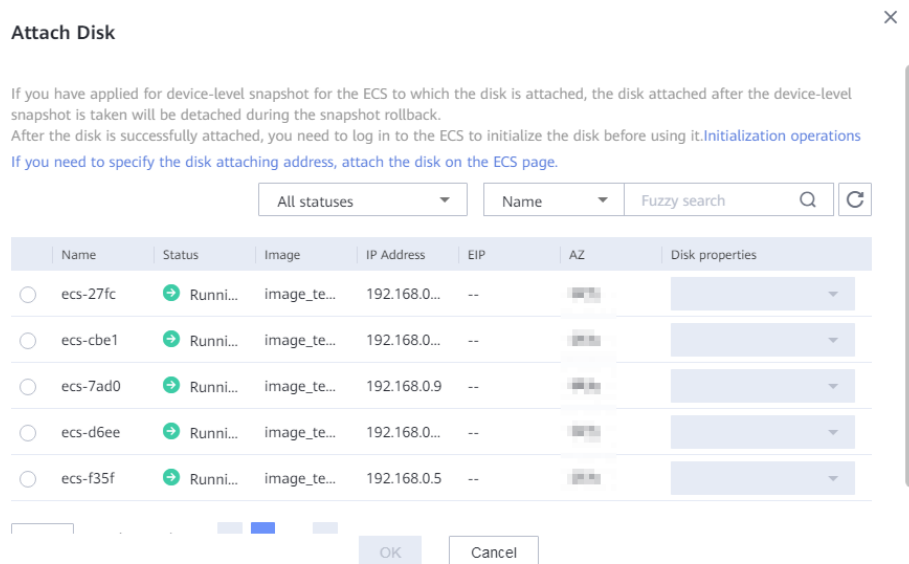 Attach Disk
If you have applied for device-level snapshot for the ECS to which the disk is attached, the disk attached after the device-level
snapshot is taken will be detached during the snapshot rollback.
After the disk is successfully attached, you need to log in to the ECS to initialize the disk before using it.Initialization operations
If you need to specify the disk attaching address, attach the disk on the ECS page.
All statuses Name Fuzzy search
Name Status Image IP Address EIP AZ Disk properties
ecs-27fc Runni... image_te... 192.168.0... --
ecs-cbe1 Runni... image_te... 192.168.0... --
ecs-7ad0 Runni... image_te... 192.168.0.9 --
ecs-d6ee Runni... image_te... 192.168.0... --
ecs-f35f Runni... image_te... 192.168.0.5 --
OK Cancel